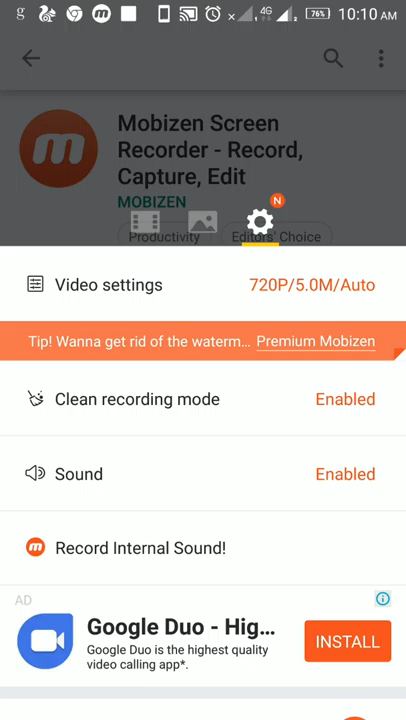 g
4G
76%
10:10 AM
m
Mobizen Screen
Recorder - Record,
Capture, Edit
MOBIZEN
N
Productivity
Editors' Choice
Video settings
720P/5.0M/Auto
Tip! Wanna get rid of the waterm...
Premium Mobizen
Clean recording mode
Enabled
Sound
Enabled
m
Record Internal Sound!
AD
Google Duo - Hig...
Google Duo is the highest quality
video calling app*.
INSTALL